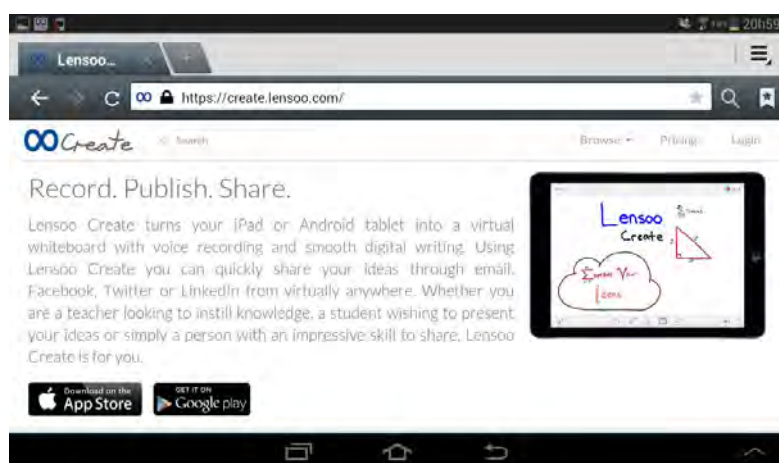 20h59
Lensoo...
https://create.lensoo.com/
Create
Search
Browse
Pricing
Login
Record. Publish. Share.
Lensoo Create turns your iPad or Android tablet into a virtual
whiteboard with voice recording and smooth digital writing. Using
Lensoo Create you can quickly share your ideas through email,
Facebook, Twitter or LinkedIn from virtually anywhere. Whether you
are a teacher looking to instill knowledge, a student wishing to present
your ideas or simply a person with an impressive skill to share, Lensoo
Create is for you.
Lensoo
Create
Download on the
App Store
GET IT ON
Google play